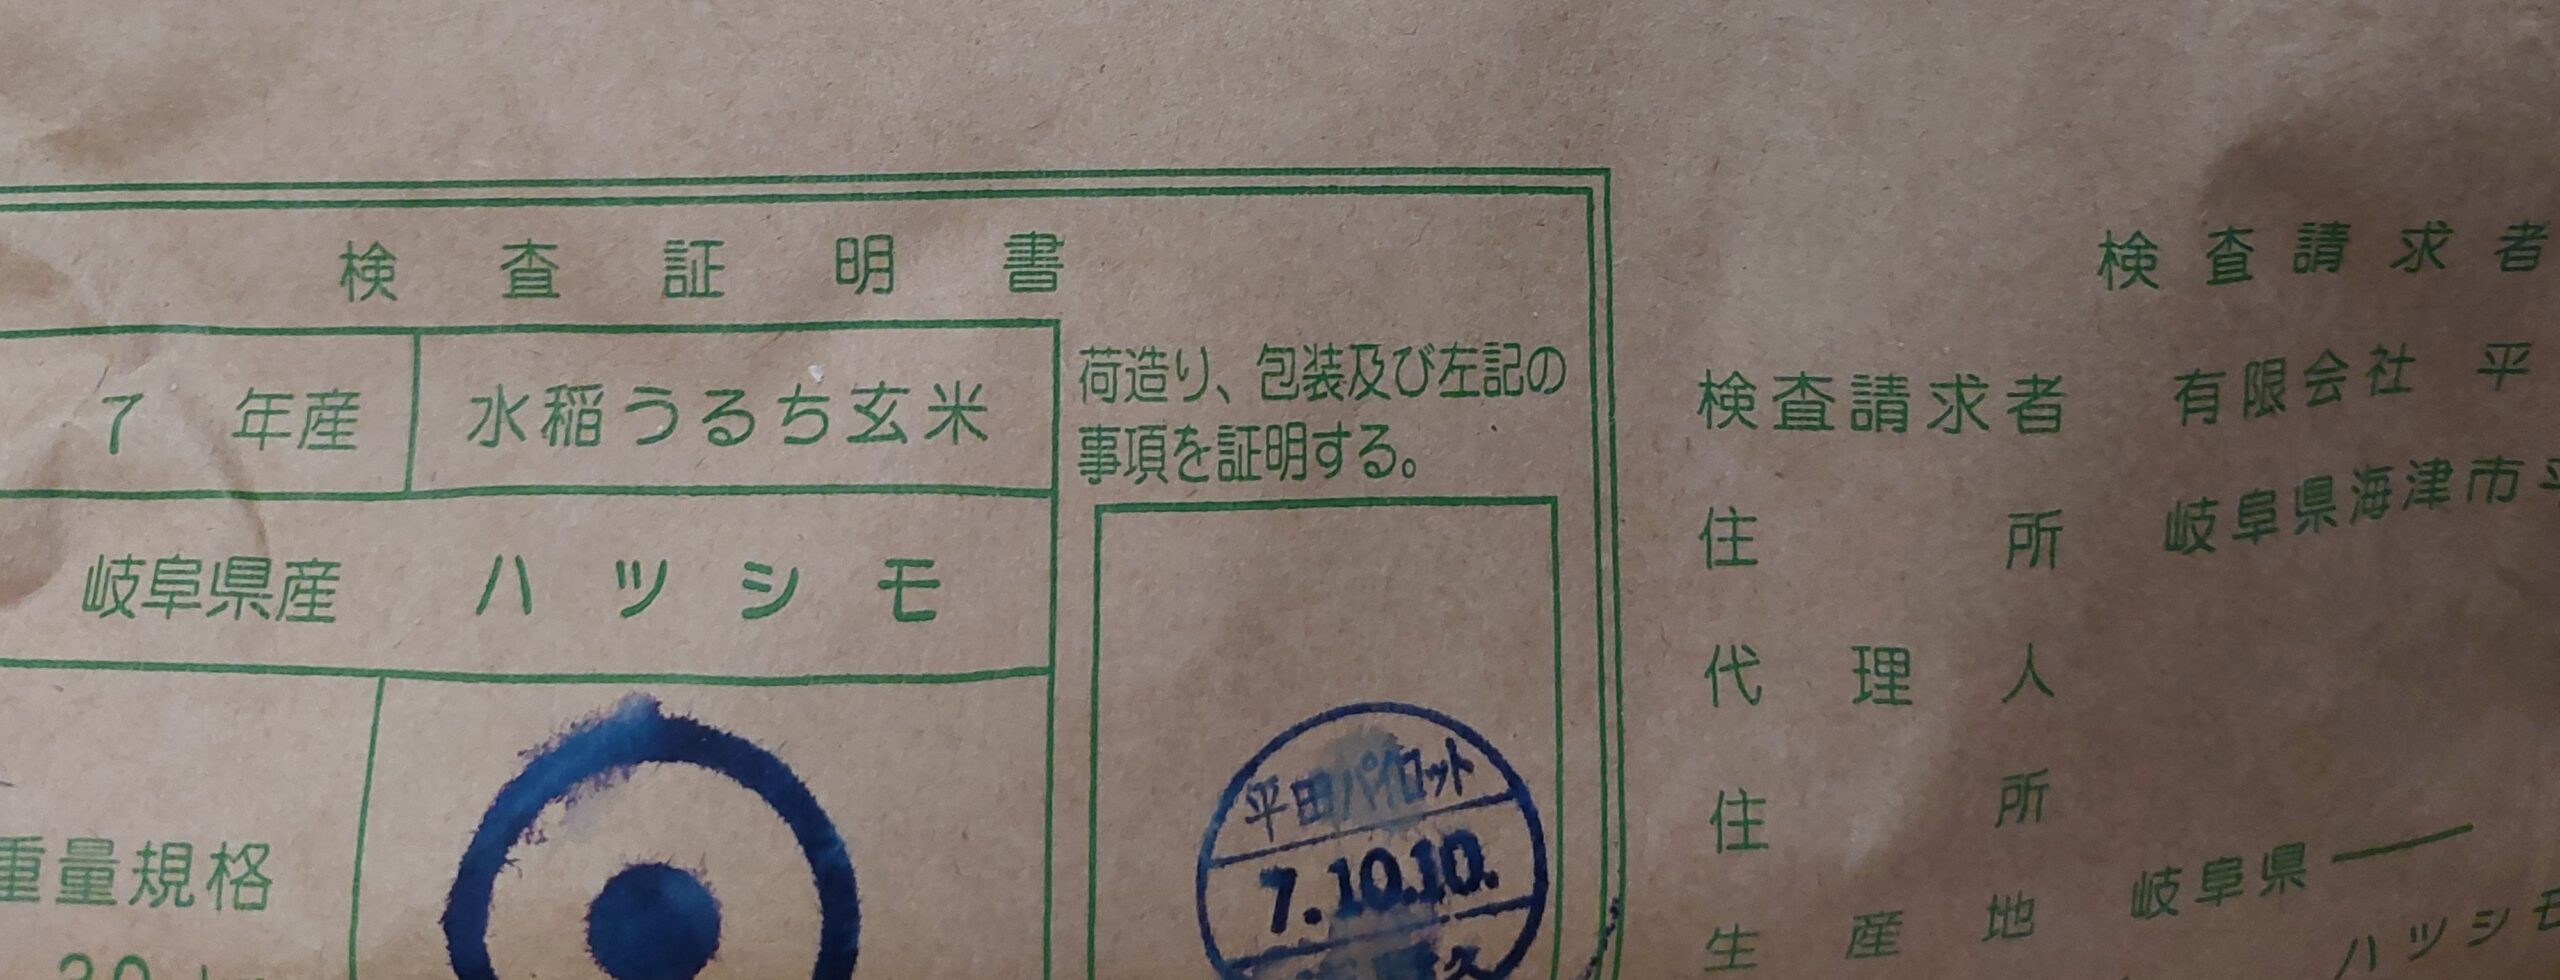 検査証明書
7 年産 水稲うるち玄米
荷造り、包装及び左記の
事項を証明する。
岐阜県産 ハツシモ
重量規格
30
平田パイロット
7.10.10.
検査請求者
検査請求者 有限会社 平
住所 岐阜県海津市
代理人
住所
生産地 岐阜県
ハツシモ